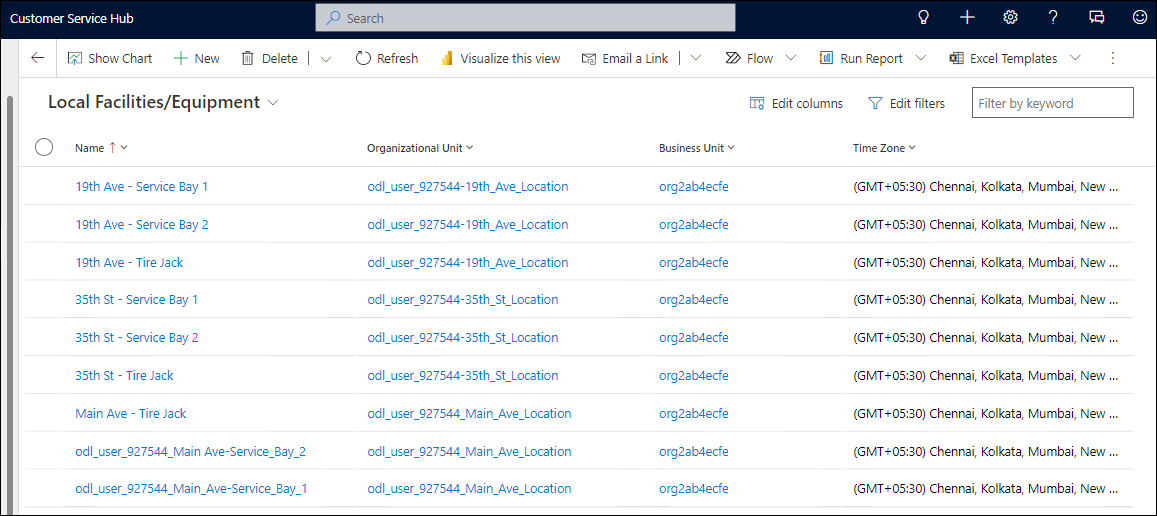 Customer Service Hub Search
Show Chart New Delete Refresh Visualize this view Email a Link Flow Run Report Excel Templates
Local Facilities/Equipment Edit columns Edit filters Filter by keyword
Name Organizational Unit Business Unit Time Zone
19th Ave - Service Bay 1 odl_user_927544-19th_Ave_Location org2ab4ecfe (GMT+05:30) Chennai, Kolkata, Mumbai, New ...
19th Ave - Service Bay 2 odl_user_927544-19th_Ave_Location org2ab4ecfe (GMT+05:30) Chennai, Kolkata, Mumbai, New ...
19th Ave - Tire Jack odl_user_927544-19th_Ave_Location org2ab4ecfe (GMT+05:30) Chennai, Kolkata, Mumbai, New ...
35th St - Service Bay 1 odl_user_927544-35th_St_Location org2ab4ecfe (GMT+05:30) Chennai, Kolkata, Mumbai, New ...
35th St - Service Bay 2 odl_user_927544-35th_St_Location org2ab4ecfe (GMT+05:30) Chennai, Kolkata, Mumbai, New ...
35th St - Tire Jack odl_user_927544-35th_St_Location org2ab4ecfe (GMT+05:30) Chennai, Kolkata, Mumbai, New ...
Main Ave - Tire Jack odl_user_927544_Main_Ave_Location org2ab4ecfe (GMT+05:30) Chennai, Kolkata, Mumbai, New ...
odl_user_927544_Main Ave-Service_Bay_2 odl_user_927544_Main_Ave_Location org2ab4ecfe (GMT+05:30) Chennai, Kolkata, Mumbai, New ...
odl_user_927544_Main_Ave-Service_Bay_1 odl_user_927544_Main_Ave_Location org2ab4ecfe (GMT+05:30) Chennai, Kolkata, Mumbai, New ...